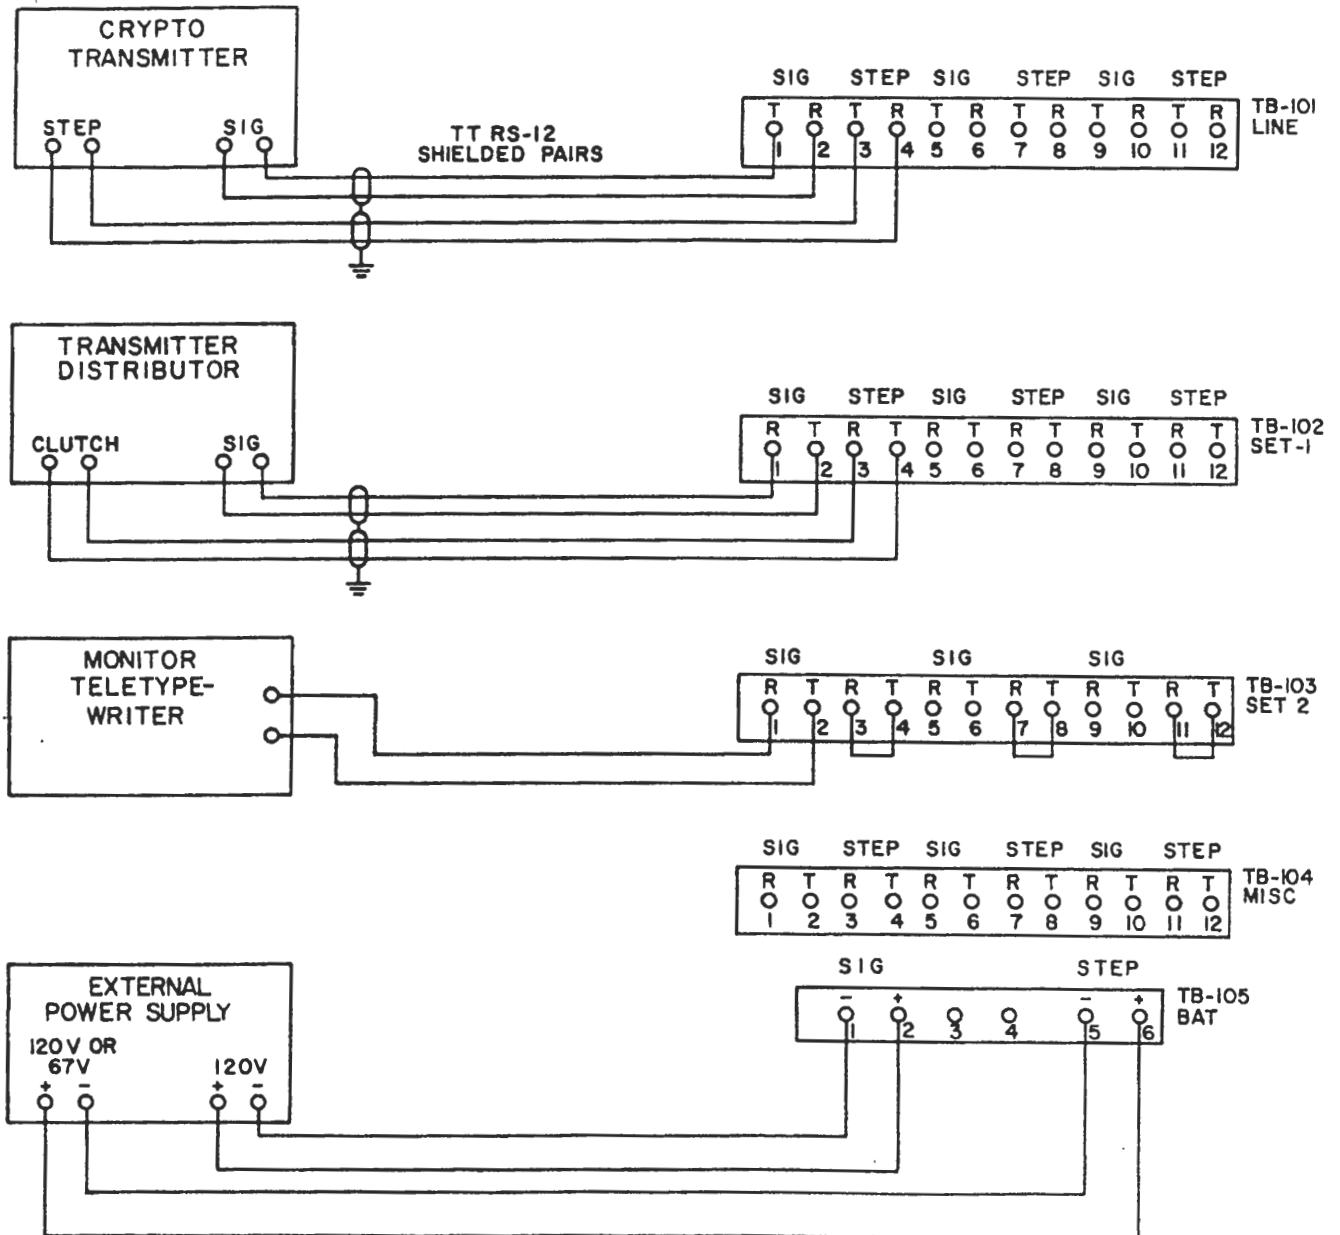 CRYPTO
TRANSMITTER
STEP SIG
TT RS-12
SHIELDED PAIRS
SIG STEP SIG STEP SIG STEP
T R T R T R T R T R T R
1 2 3 4 5 6 7 8 9 10 11 12
TB-101
LINE
TRANSMITTER
DISTRIBUTOR
CLUTCH SIG
SIG STEP SIG STEP SIG STEP
R T R T R T R T R T R T
1 2 3 4 5 6 7 8 9 10 11 12
TB-102
SET-1
MONITOR
TELETYPE-
WRITER
SIG SIG SIG
R T R T R T R T R T R T
1 2 3 4 5 6 7 8 9 10 11 12
TB-103
SET 2
SIG STEP SIG STEP SIG STEP
R T R T R T R T R T R T
1 2 3 4 5 6 7 8 9 10 11 12
TB-104
MISC
EXTERNAL
POWER SUPPLY
120V OR
67V 120V
+ - + -
SIG STEP
- + - +
1 2 3 4 5 6
TB-105
BAT